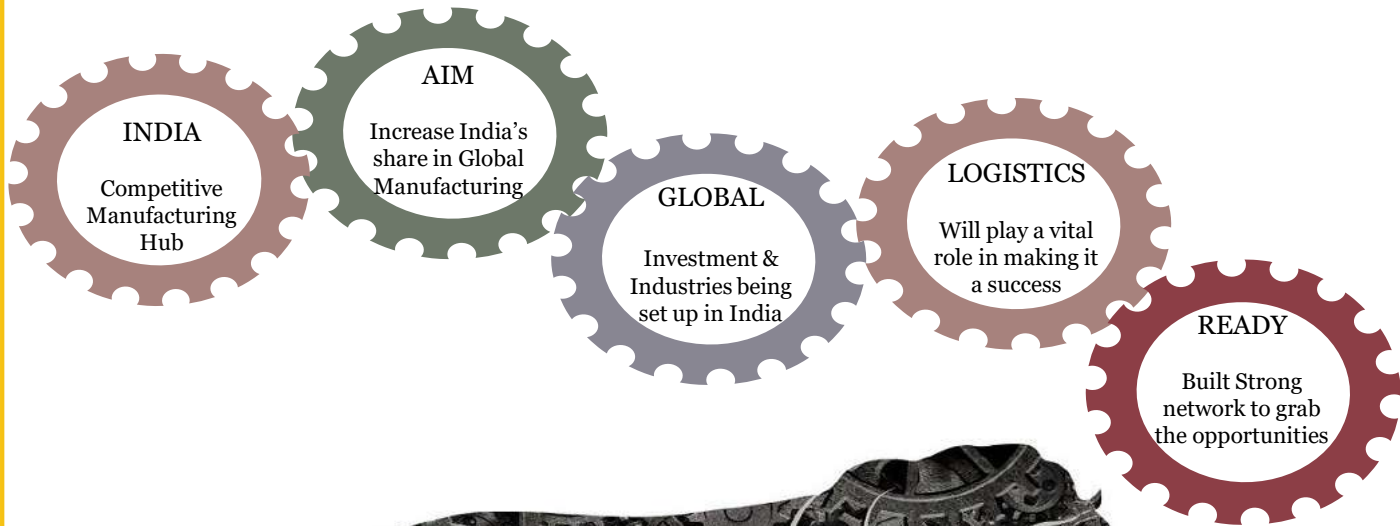 INDIA
Competitive
Manufacturing
Hub
AIM
Increase India’s
share in Global
Manufacturing
GLOBAL
Investment &
Industries being
set up in India
LOGISTICS
Will play a vital
role in making it
a success
READY
Built Strong
network to grab
the opportunities